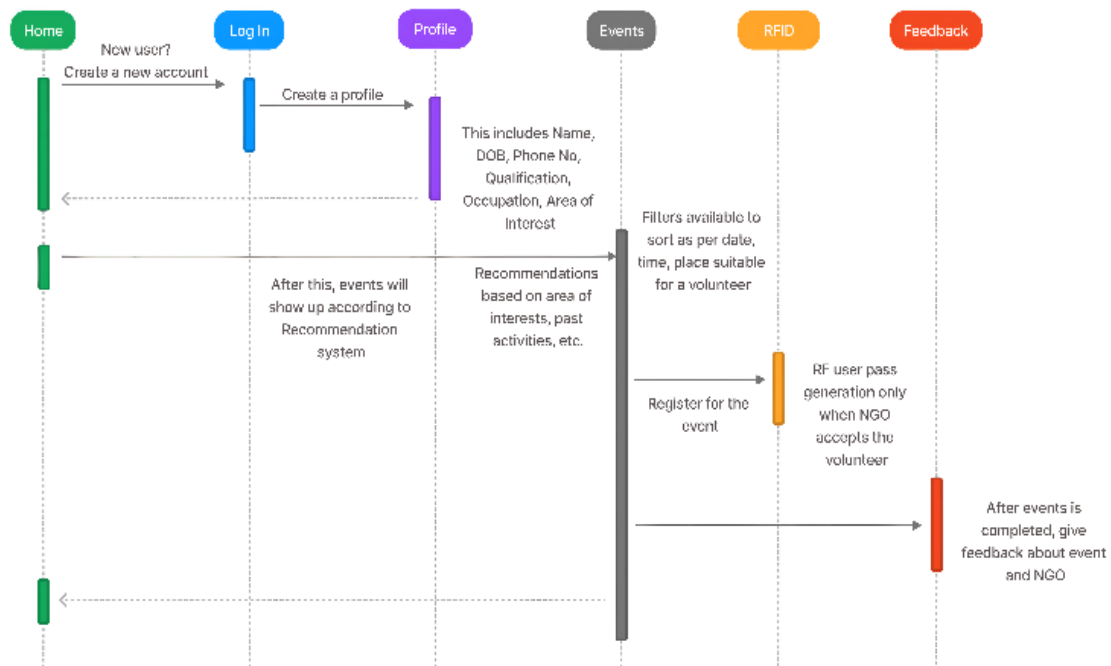 Home
Log In
Profile
Events
RFID
Feedback
New user?
Create a new account
Create a profile
This includes Name,
DOB, Phone No,
Qualification,
Occupation, Area of
Interest
Filters available to
sort as per date,
time, place suitable
for a volunteer
After this, events will
show up according to
Recommendation
system
Recommendations
based on area of
interests, past
activities, etc.
Register for the
event
RF user pass
generation only
when NGO
accepts the
volunteer
After events is
completed, give
feedback about event
and NGO